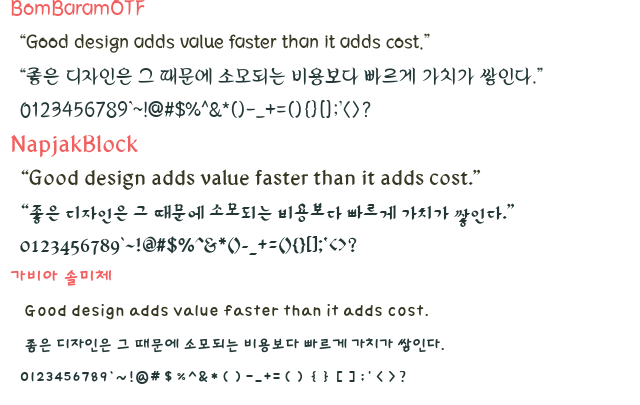 BomBaramOTF
“Good design adds value faster than it adds cost.”
“좋은 디자인은 그 때문에 소모되는 비용보다 빠르게 가치가 쌓인다.”
0123456789`~!@#$%^&*()-_+=(){}[];'<>?
NapjakBlock
“Good design adds value faster than it adds cost.”
“좋은 디자인은 그 때문에 소모되는 비용보다 빠르게 가치가 쌓인다.”
0123456789`~!@#$%^&*()-_+=(){}[];'<>?
가비아 솔미체
Good design adds value faster than it adds cost.
좋은 디자인은 그 때문에 소모되는 비용보다 빠르게 가치가 쌓인다.
0123456789`~!@#$%^&*()-_+=(){}[];'<>?